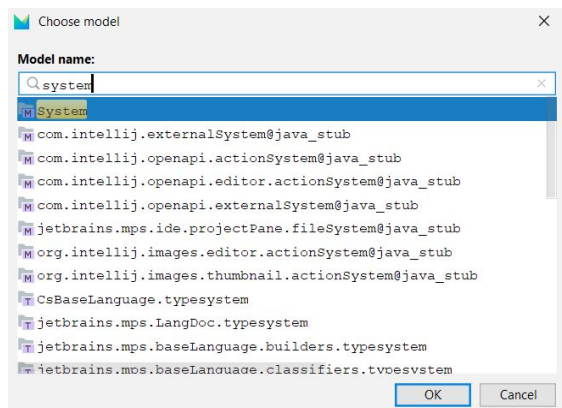 Choose model
Model name:
system
System
com.intellij.externalSystem@java_stub
com.intellij.openapi.actionSystem@java_stub
com.intellij.openapi.editor.actionSystem@java_stub
com.intellij.openapi.externalSystem@java_stub
jetbrains.mps.ide.projectPane.fileSystem@java_stub
org.intellij.images.editor.actionSystem@java_stub
org.intellij.images.thumbnail.actionSystem@java_stub
CsBaseLanguage.typesystem
jetbrains.mps.LangDoc.typesystem
jetbrains.mps.baseLanguage.builders.typesystem
jetbrains.mps.baseLanguage.classifiers.typesystem
OK Cancel